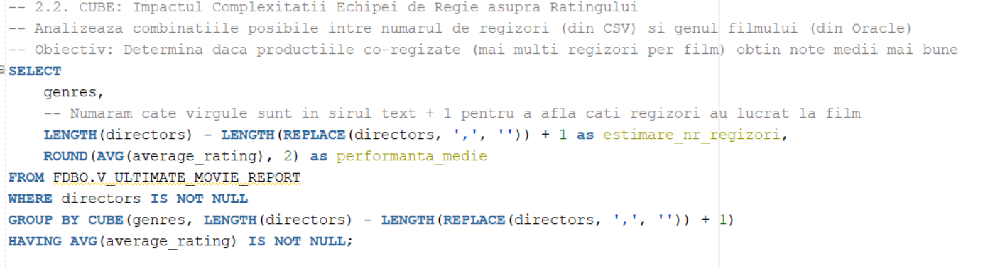 -- 2.2. CUBE: Impactul Complexitatii Echipei de Regie asupra Ratingului
-- Analizeaza combinatiile posibile intre numarul de regizori (din CSV) si genul filmului (din Oracle)
-- Obiectiv: Determina daca productiile co-regizate (mai multi regizori per film) obtin note medii mai bune
SELECT
    genres,
    -- Numaram cate virgule sunt in sirul text + 1 pentru a afla cati regizori au lucrat la film
    LENGTH(directors) - LENGTH(REPLACE(directors, ',', '')) + 1 as estimare_nr_regizori,
    ROUND(AVG(average_rating), 2) as performanta_medie
FROM FDBO.V_ULTIMATE_MOVIE_REPORT
WHERE directors IS NOT NULL
GROUP BY CUBE(genres, LENGTH(directors) - LENGTH(REPLACE(directors, ',', '')) + 1)
HAVING AVG(average_rating) IS NOT NULL;